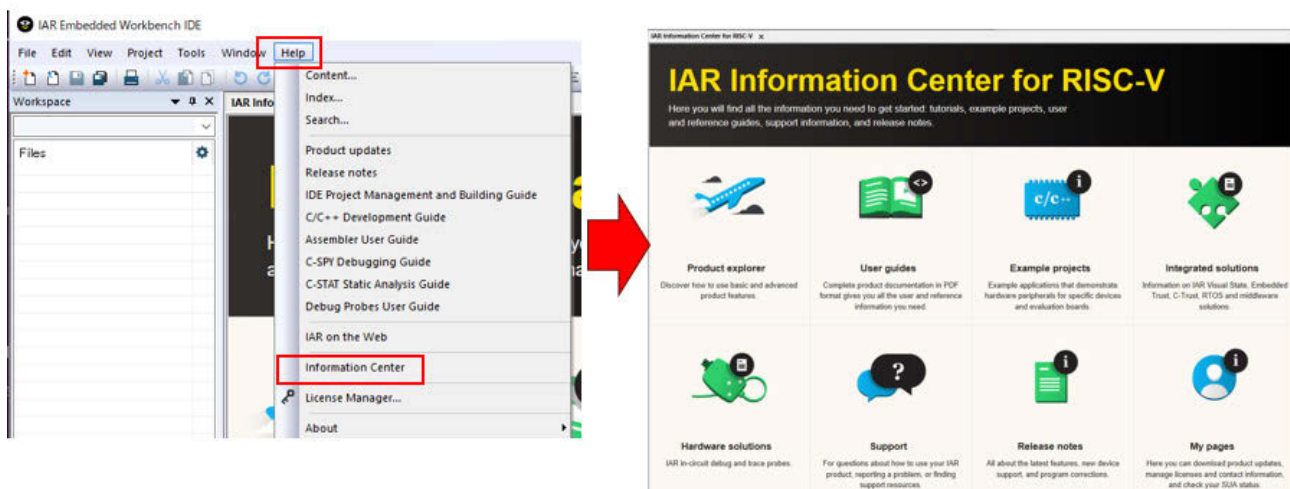 IAR Embedded Workbench IDE
File Edit View Project Tools Window Help
Workspace
IAR Info
Files
Content...
Index...
Search...
Product updates
Release notes
IDE Project Management and Building Guide
C/C++ Development Guide
Assembler User Guide
C-SPY Debugging Guide
C-STAT Static Analysis Guide
Debug Probes User Guide
IAR on the Web
Information Center
License Manager...
About
IAR Information Center for RISC-V x
IAR Information Center for RISC-V
Here you will find all the information you need to get started: tutorials, example projects, user
and reference guides, support information, and release notes.
<>
i
c/c++
Product explorer
Discover how to use basic and advanced
product features.
User guides
Complete product documentation in PDF
format gives you all the user and reference
information you need.
Example projects
Example applications that demonstrate
hardware peripherals for specific devices
and evaluation boards.
Integrated solutions
Information on IAR Visual State, Embedded
Trust, C-Trust, RTOS and middleware
solutions.
?
i
i
Hardware solutions
IAR in-circuit debug and trace probes.
Support
For questions about how to use your IAR
product, reporting a problem, or finding
support resources.
Release notes
All about the latest features, new device
support, and program corrections.
My pages
Here you can download product updates,
manage licenses and contact information,
and check your SUA status.